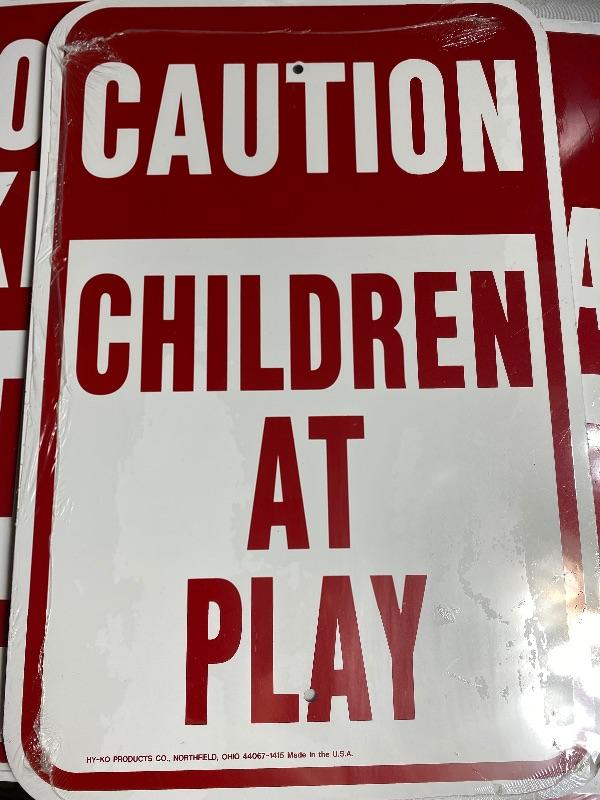 CAUTION
CHILDREN
AT
PLAY
HY-KO PRODUCTS CO., NORTHFIELD, OHIO 44067-1415 Made in the U.S.A.